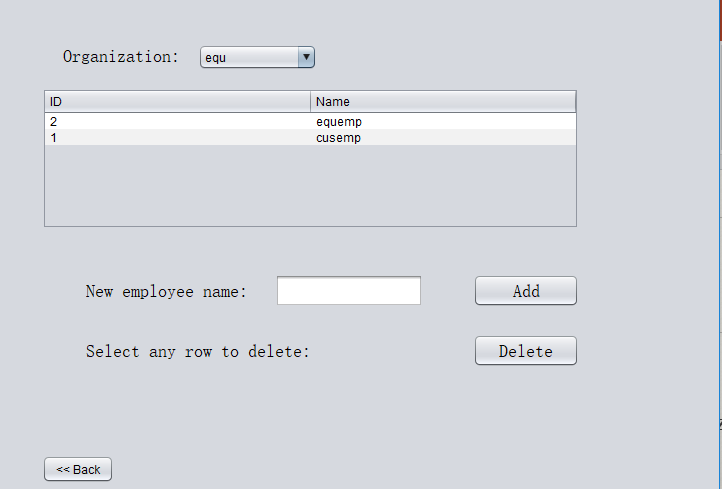 Organization: equ
ID Name
2 equemp
1 cusemp
New employee name: Add
Select any row to delete: Delete
<< Back